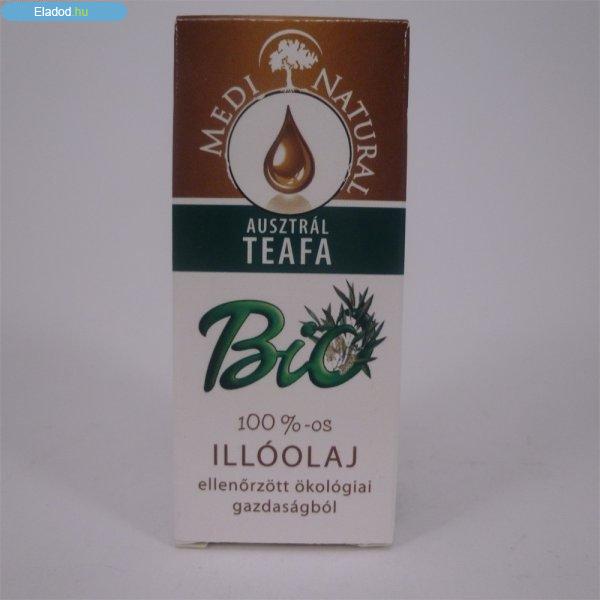 Eladod.hu
MEDI NATURAL
AUSZTRÁL
TEAFA
Bio
100 %-os
ILLÓOLAJ
ellenőrzött ökológiai
gazdaságból